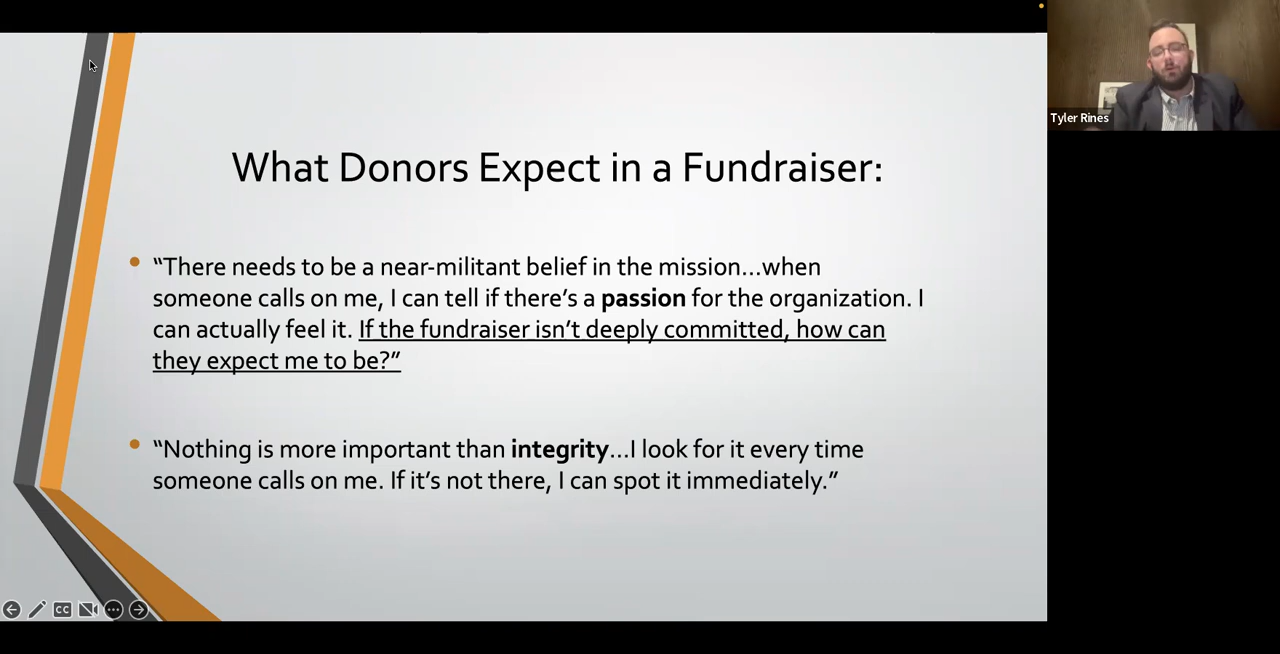 What Donors Expect in a Fundraiser:
“There needs to be a near-militant belief in the mission…when
someone calls on me, I can tell if there’s a passion for the organization. I
can actually feel it. If the fundraiser isn’t deeply committed, how can
they expect me to be?”
“Nothing is more important than integrity…I look for it every time
someone calls on me. If it’s not there, I can spot it immediately.”
Tyler Rines
CC